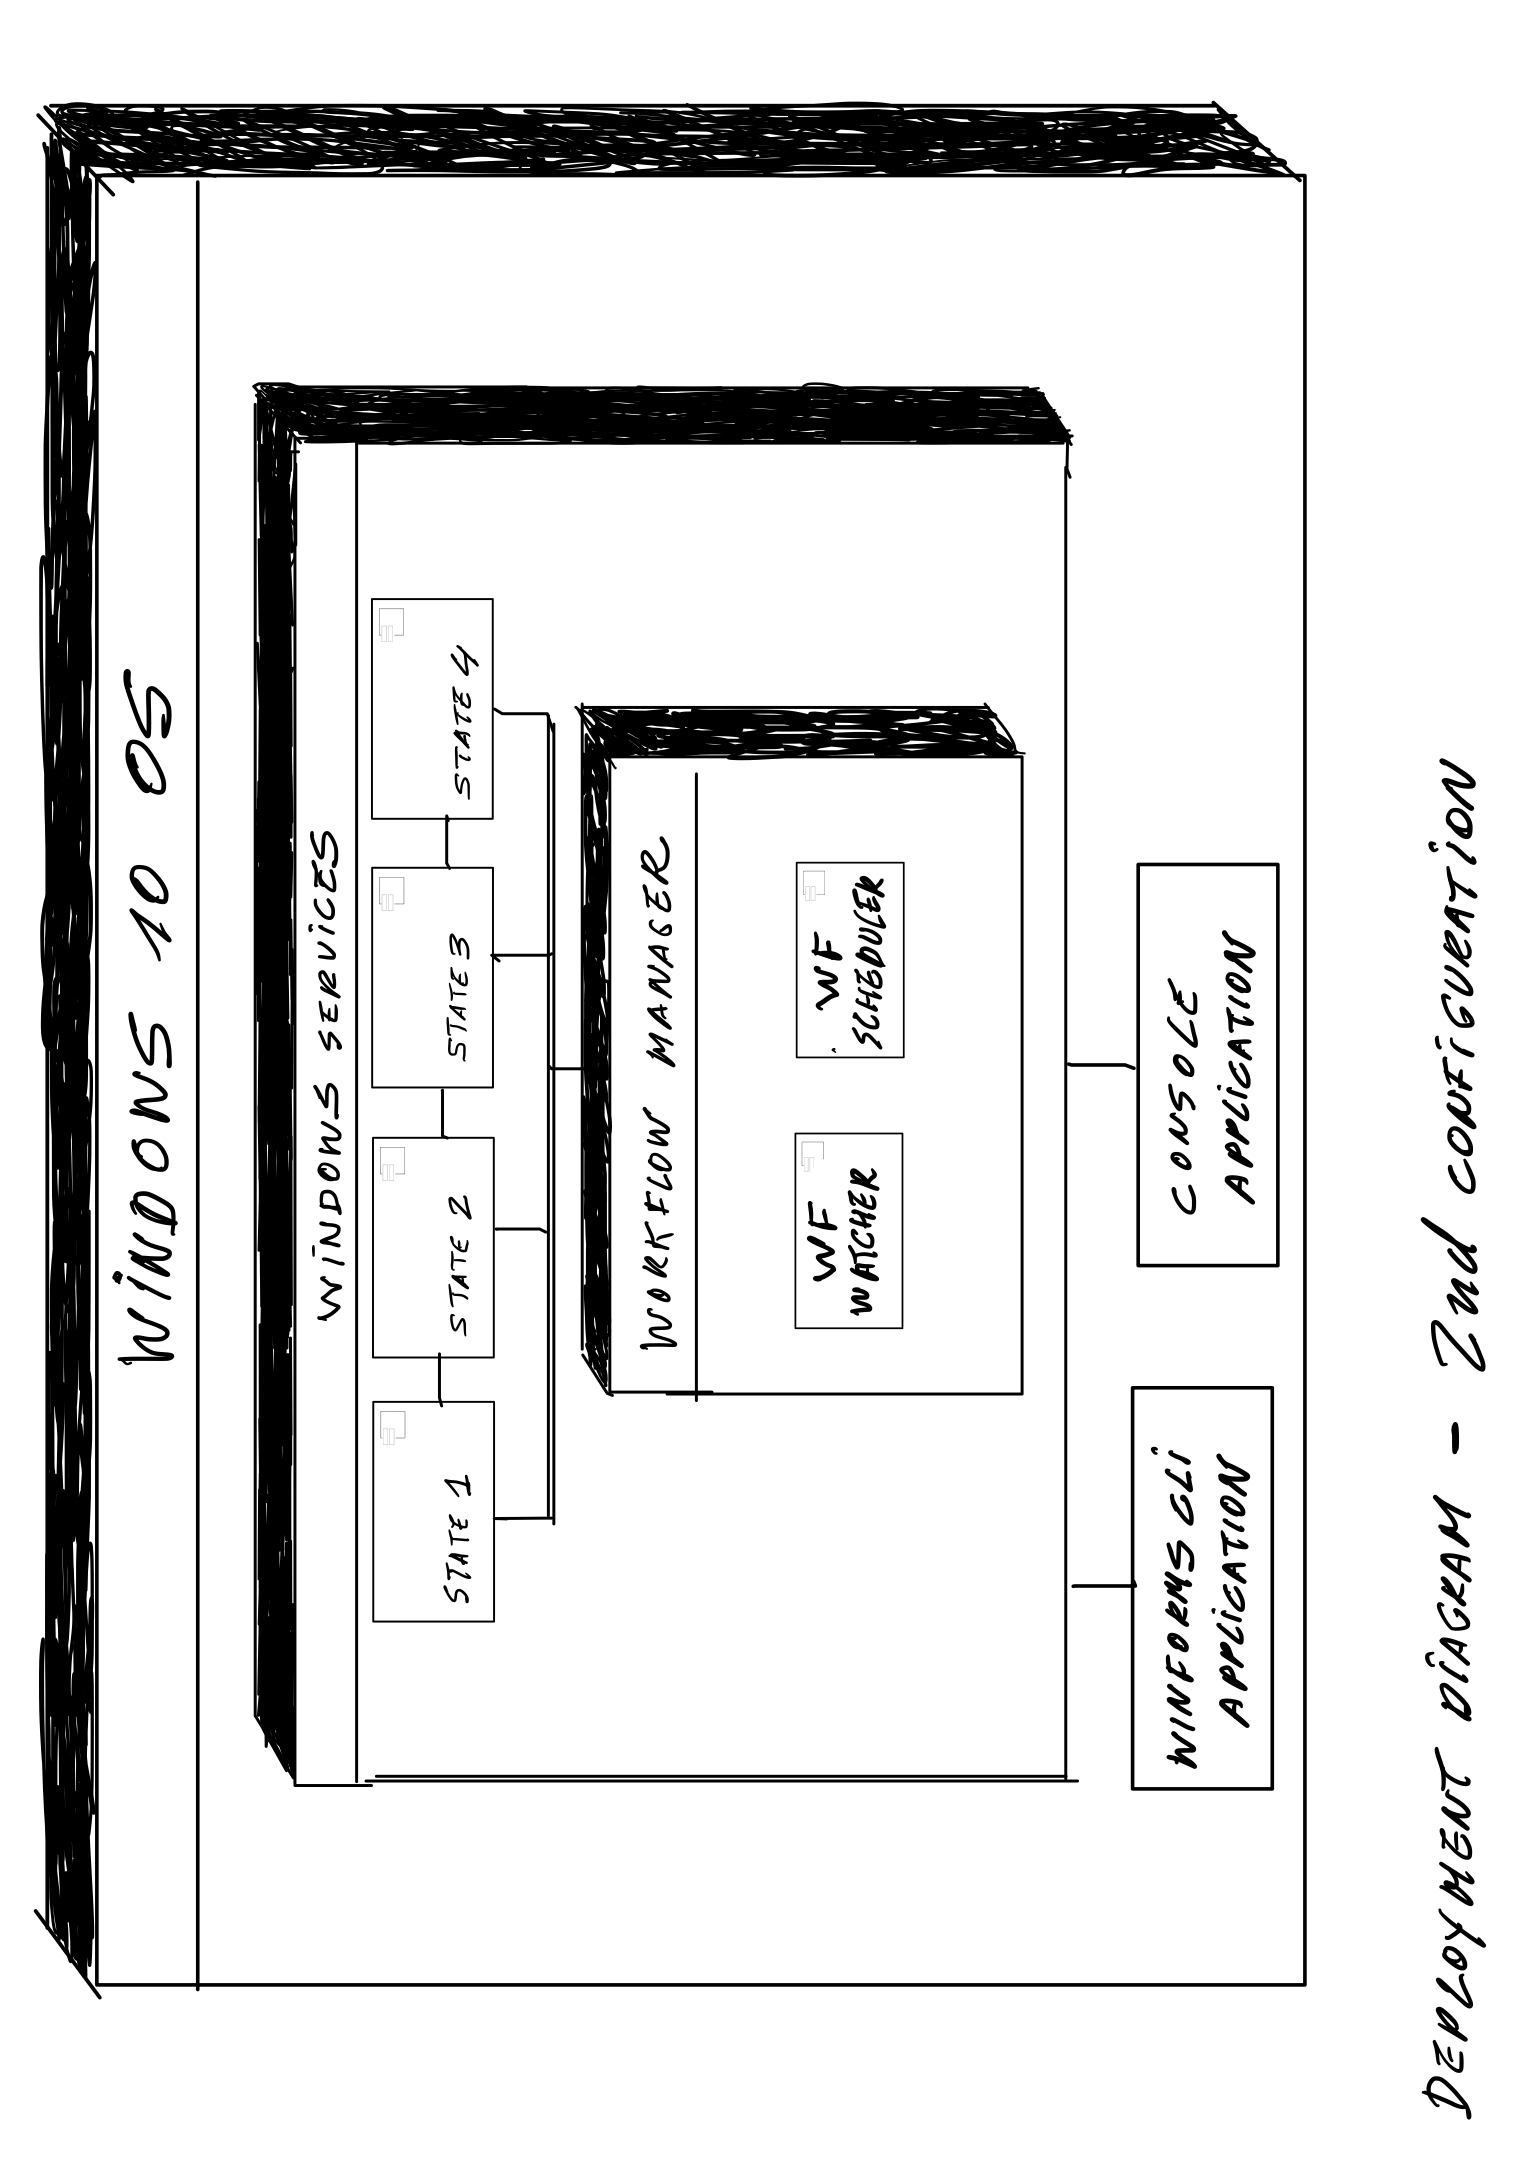 WINDOWS 10 OS
WINDOWS SERVICES
STATE 1
STATE 2
STATE 3
STATE 4
WORKFLOW MANAGER
WF
WATCHER
WF
SCHEDULER
WINFORMS CLI
APPLICATION
CONSOLE
APPLICATION
DEPLOYMENT DIAGRAM - 2nd CONFIGURATION